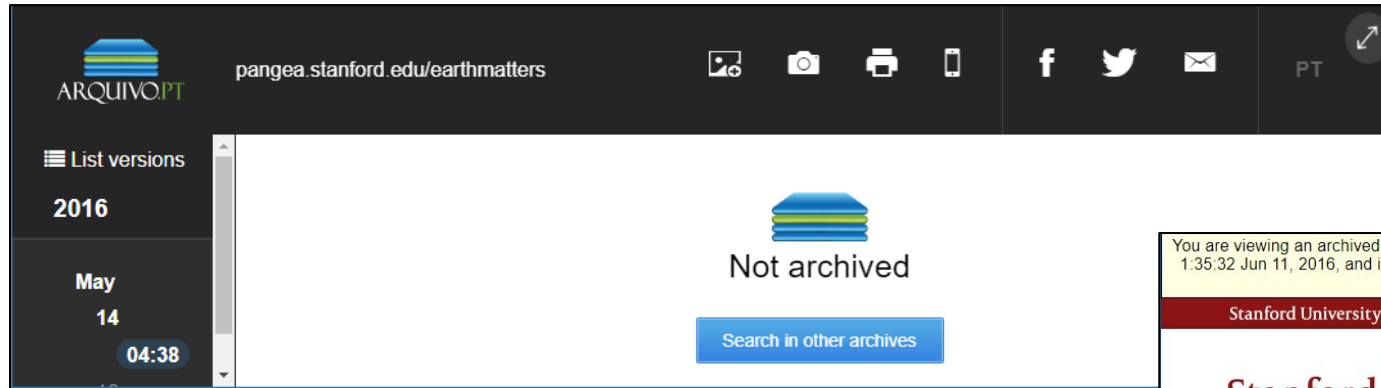 ARQUIVO.PT
pangea.stanford.edu/earthmatters
PT
List versions
2016
May
14
04:38
Not archived
Search in other archives
You are viewing an archived
1:35:32 Jun 11, 2016, and i
Stanford University
Stanford